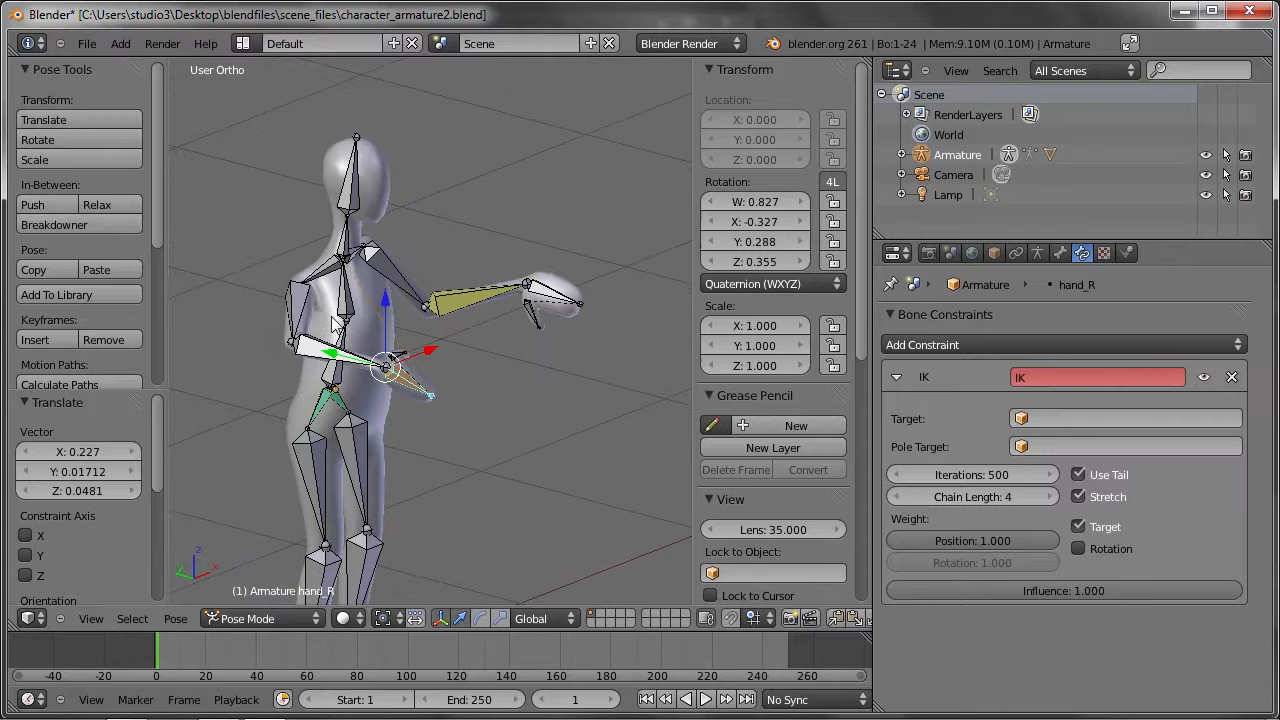 Blender* [C:\Users\studio3\Desktop\blendfiles\scene_files\character_armature2.blend]
File Add Render Help Default Scene Blender Render blender.org 261 | Bo:1-24 | Mem:9.10M (0.10M) | Armature
Pose Tools
Transform:
Translate
Rotate
Scale
In-Between:
Push Relax
Breakdowner
Pose:
Copy Paste
Add To Library
Keyframes:
Insert Remove
Motion Paths:
Calculate Paths
Translate
Vector
X: 0.227
Y: 0.01712
Z: 0.0481
Constraint Axis
X
Y
Z
Orientation
User Ortho
z
y x
(1) Armature hand_R
View Select Pose Pose Mode Global
Transform
Location:
X: 0.000
Y: 0.000
Z: 0.000
Rotation: 4L
W: 0.827
X: -0.327
Y: 0.288
Z: 0.355
Quaternion (WXYZ)
Scale:
X: 1.000
Y: 1.000
Z: 1.000
Grease Pencil
New
New Layer
Delete Frame Convert
View
Lens: 35.000
Lock to Object:
Lock to Cursor
View Search All Scenes
Scene
RenderLayers
World
Armature
Camera
Lamp
Armature hand_R
Bone Constraints
Add Constraint
IK IK
Target:
Pole Target:
Iterations: 500 Use Tail
Chain Length: 4 Stretch
Weight: Target
Position: 1.000
Rotation
Rotation: 1.000
Influence: 1.000
-40 -20 0 20 40 60 80 100 120 140 160 180 200 220 240 260
View Marker Frame Playback Start: 1 End: 250 1 No Sync